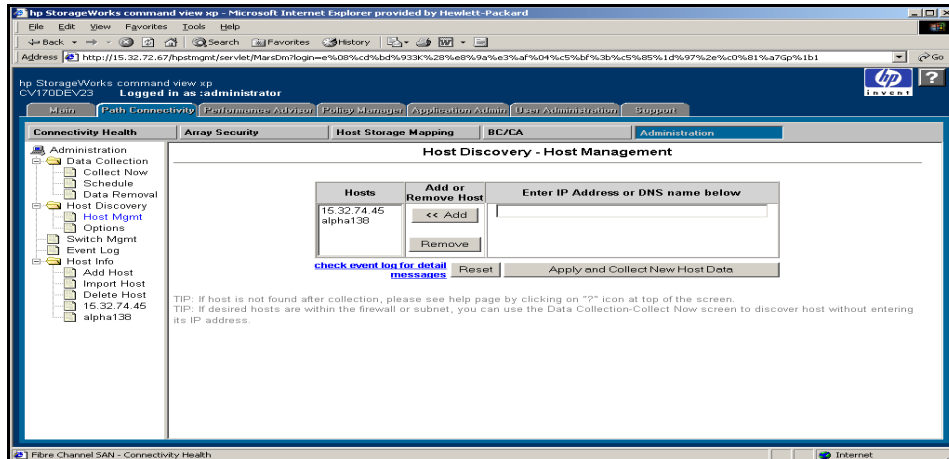 hp StorageWorks command view xp - Microsoft Internet Explorer provided by Hewlett-Packard
File Edit View Favorites Tools Help
Back Search Favorites History
Address http://15.32.72.67/hpstmgmt/servlet/MarsDm?login=e%08%cd%bd%933K%28%e8%9a%e3%af%04%c5%bf%3b%c5%85%1d%97%2e%c0%81%a7Gp%1b1 Go
hp StorageWorks command view xp
CV170DEV23 Logged in as :administrator
hp
invent
?
Main Path Connectivity Performance Advisor Policy Manager Application Admin User Administration Support
Connectivity Health Array Security Host Storage Mapping BC/CA Administration
Administration
Data Collection
Collect Now
Schedule
Data Removal
Host Discovery
Host Mgmt
Options
Switch Mgmt
Event Log
Host Info
Add Host
Import Host
Delete Host
15.32.74.45
alpha138
Host Discovery - Host Management
Hosts
Add or Remove Host
Enter IP Address or DNS name below
15.32.74.45
alpha138
<< Add
Remove
check event log for detail
messages
Reset
Apply and Collect New Host Data
TIP: If host is not found after collection, please see help page by clicking on "?" icon at top of the screen.
TIP: If desired hosts are within the firewall or subnet, you can use the Data Collection-Collect Now screen to discover host without entering
its IP address.
Fibre Channel SAN - Connectivity Health
Internet